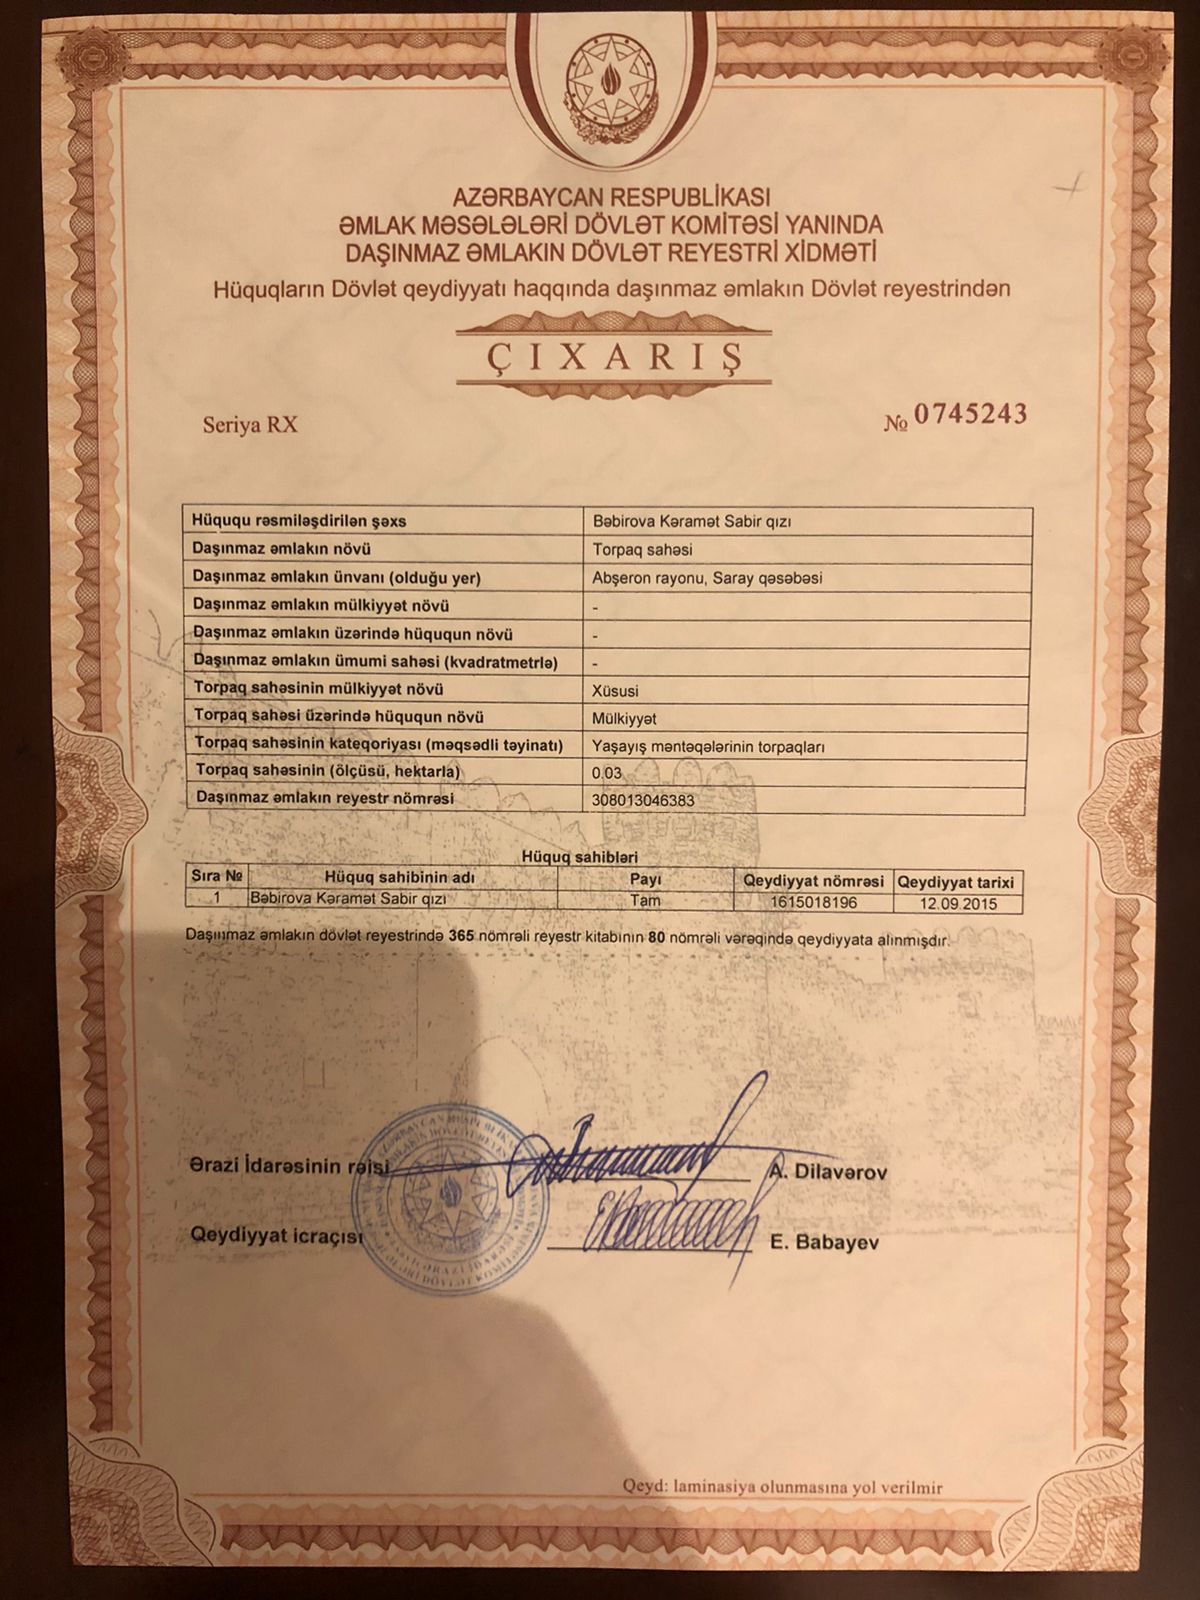 AZƏRBAYCAN RESPUBLİKASI
ƏMLAK MƏSƏLƏLƏRİ DÖVLƏT KOMİTƏSİ YANINDA
DAŞINMAZ ƏMLAKIN DÖVLƏT REYESTRİ XİDMƏTİ
Hüquqların Dövlət qeydiyyatı haqqında daşınmaz əmlakın Dövlət reyestrindən
ÇIXARIŞ
Seriya RX № 0745243
Hüququ rəsmiləşdirilən şəxs Bəbirova Kəramət Sabir qızı
Daşınmaz əmlakın növü Torpaq sahəsi
Daşınmaz əmlakın ünvanı (olduğu yer) Abşeron rayonu, Saray qəsəbəsi
Daşınmaz əmlakın mülkiyyət növü -
Daşınmaz əmlakın üzərində hüququn növü -
Daşınmaz əmlakın ümumi sahəsi (kvadratmetrlə) -
Torpaq sahəsinin mülkiyyət növü Xüsusi
Torpaq sahəsi üzərində hüququn növü Mülkiyyət
Torpaq sahəsinin kateqoriyası (məqsədli təyinatı) Yaşayış məntəqələrinin torpaqları
Torpaq sahəsinin (ölçüsü, hektarla) 0.03
Daşınmaz əmlakın reyestr nömrəsi 308013046383
Hüquq sahibləri
Sıra № Hüquq sahibinin adı Payı Qeydiyyat nömrəsi Qeydiyyat tarixi
1 Bəbirova Kəramət Sabir qızı Tam 1615018196 12.09.2015
Daşınmaz əmlakın dövlət reyestrində 365 nömrəli reyestr kitabının 80 nömrəli vərəqində qeydiyyata alınmışdır.
Ərazi İdarəsinin rəisi A. Dilavərov
Qeydiyyat icraçısı E. Babayev
Qeyd: laminasiya olunmasına yol verilmir